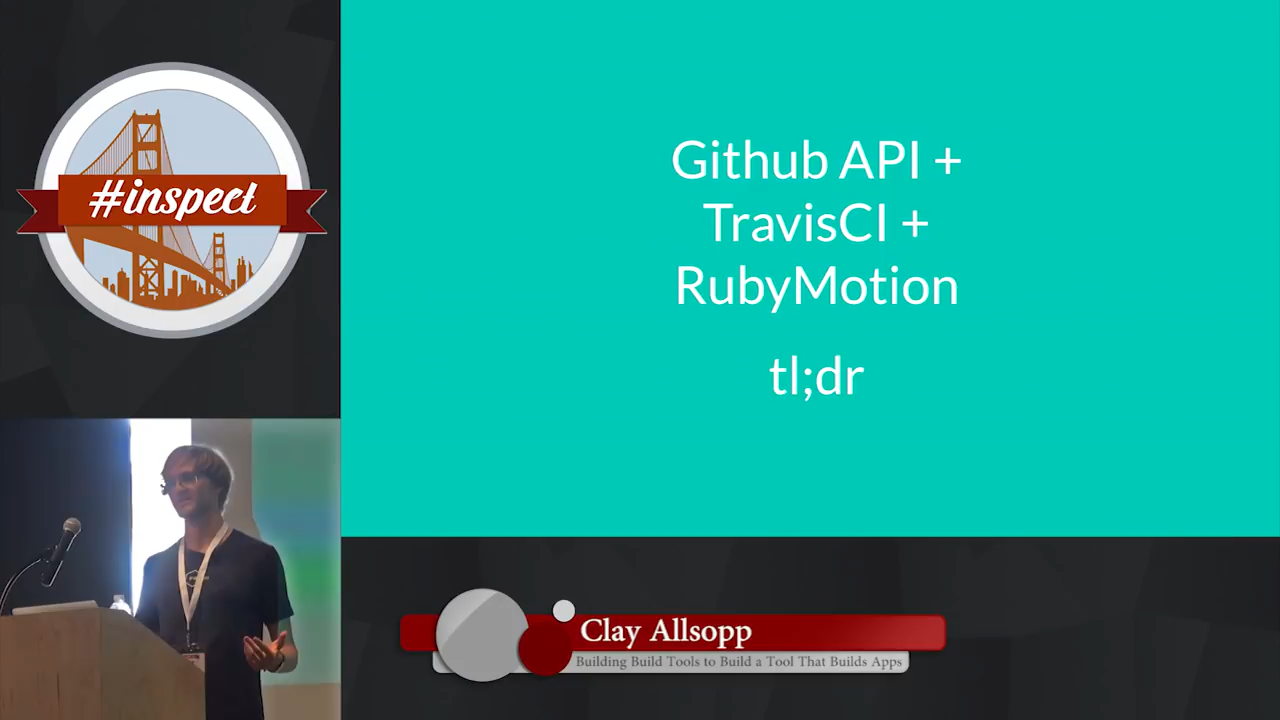 #inspect
Github API +
TravisCI +
RubyMotion
tl;dr
Clay Allsopp
Building Build Tools to Build a Tool That Builds Apps